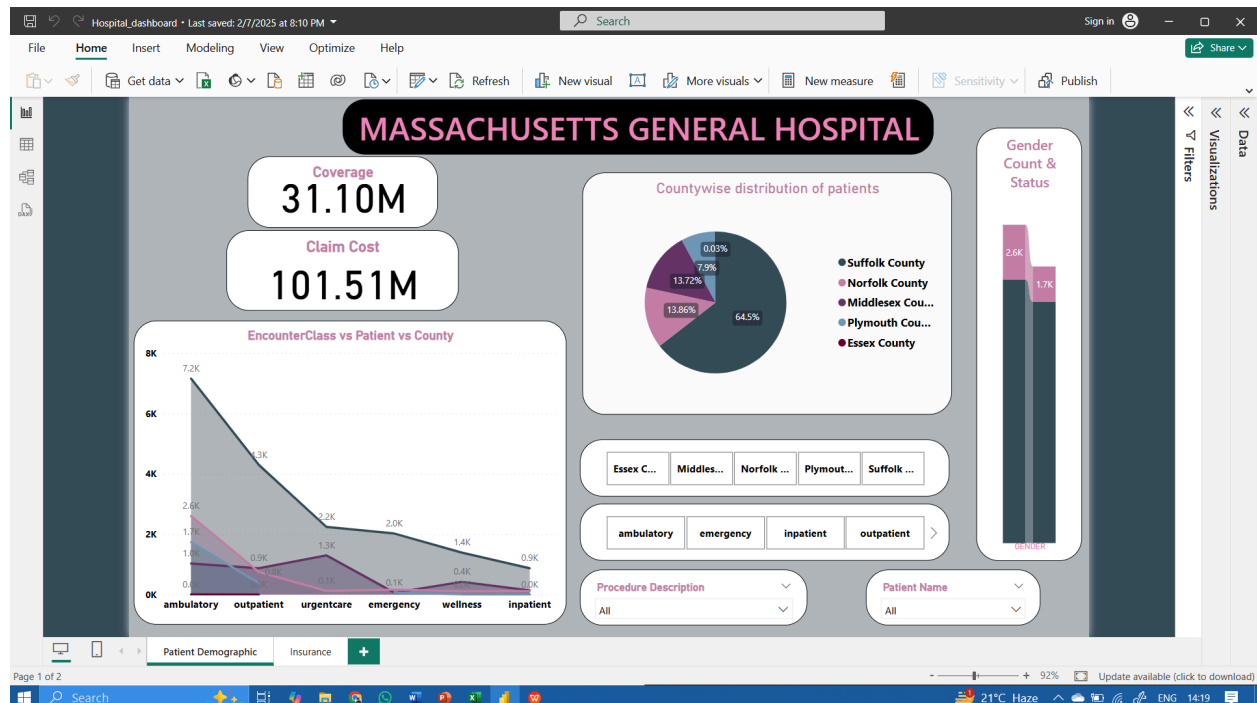 Hospital_dashboard • Last saved: 2/7/2025 at 8:10 PM
Search
Sign in
File Home Insert Modeling View Optimize Help
Share
Get data
Refresh
New visual
More visuals
New measure
Sensitivity
Publish
DAX
MASSACHUSETTS GENERAL HOSPITAL
Coverage
31.10M
Claim Cost
101.51M
EncounterClass vs Patient vs County
8K
6K
4K
2K
0K
7.2K
4.3K
2.2K
2.0K
1.4K
0.9K
2.6K
1.7K
1.0K
0.0K
0.9K
1.3K
0.1K
0.1K
0.4K
0.0K
ambulatory outpatient urgentcare emergency wellness inpatient
Countywise distribution of patients
0.03%
7.9%
13.72%
13.86%
64.5%
Suffolk County
Norfolk County
Middlesex Cou...
Plymouth Cou...
Essex County
Essex C... Middles... Norfolk ... Plymout... Suffolk ...
ambulatory emergency inpatient outpatient
Procedure Description
All
Patient Name
All
Gender
Count &
Status
2.6K
1.7K
GENDER
Filters
Visualizations
Data
Patient Demographic
Insurance
Page 1 of 2
- + 92%
Update available (click to download)
Search
21°C Haze
ENG
14:19